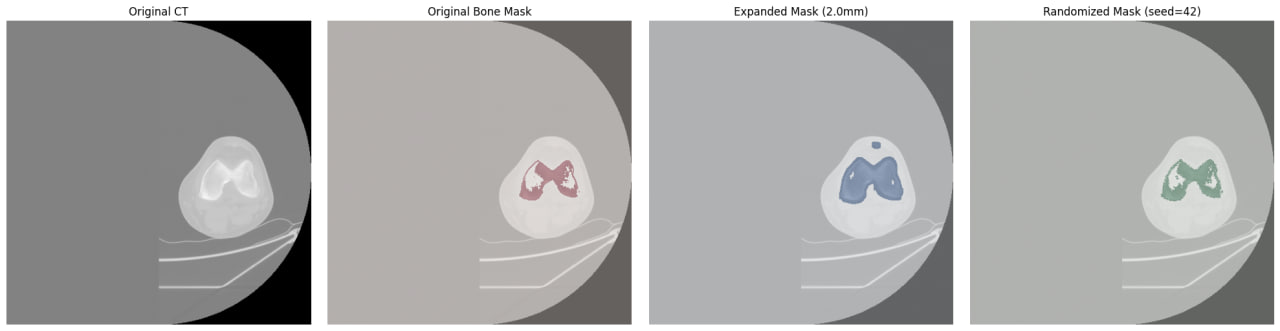 Original CT
Original Bone Mask
Expanded Mask (2.0mm)
Randomized Mask (seed=42)